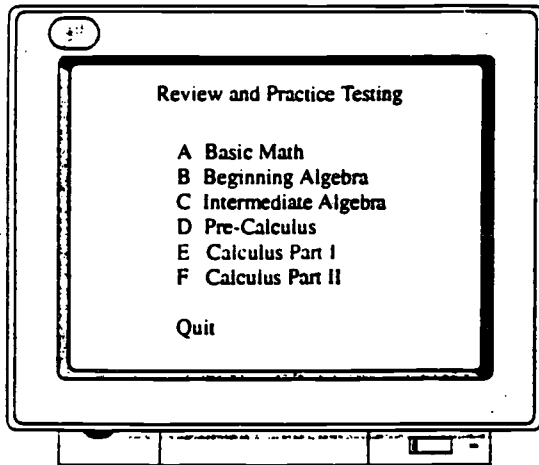 Review and Practice Testing
A Basic Math
B Beginning Algebra
C Intermediate Algebra
D Pre-Calculus
E Calculus Part I
F Calculus Part II
Quit